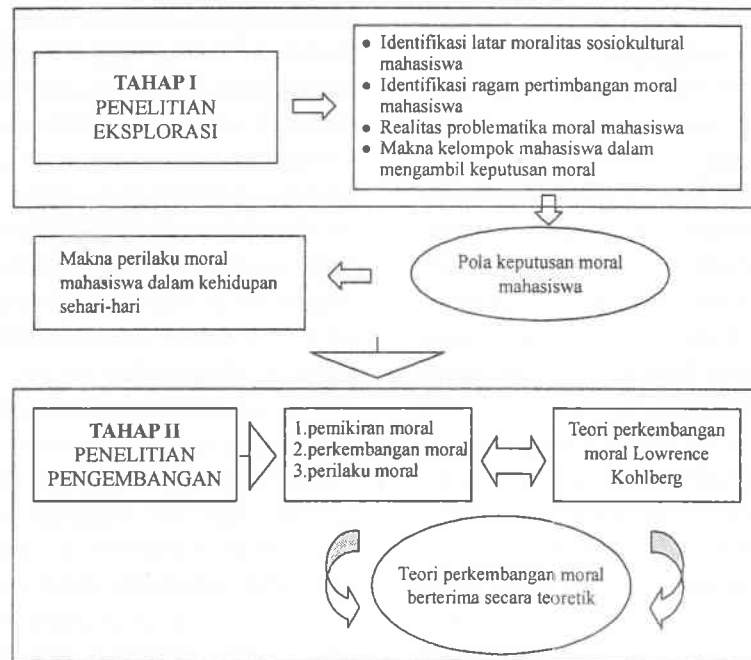 TAHAP I
PENELITIAN
EKSPLORASI
• Identifikasi latar moralitas sosiokultural
mahasiswa
• Identifikasi ragam pertimbangan moral
mahasiswa
• Realitas problematika moral mahasiswa
• Makna kelompok mahasiswa dalam
mengambil keputusan moral
Pola keputusan moral
mahasiswa
Makna perilaku moral
mahasiswa dalam kehidupan
sehari-hari
TAHAP II
PENELITIAN
PENGEMBANGAN
1.pemikiran moral
2.perkembangan moral
3.perilaku moral
Teori perkembangan
moral Lowrence
Kohlberg
Teori perkembangan moral
berterima secara teoretik